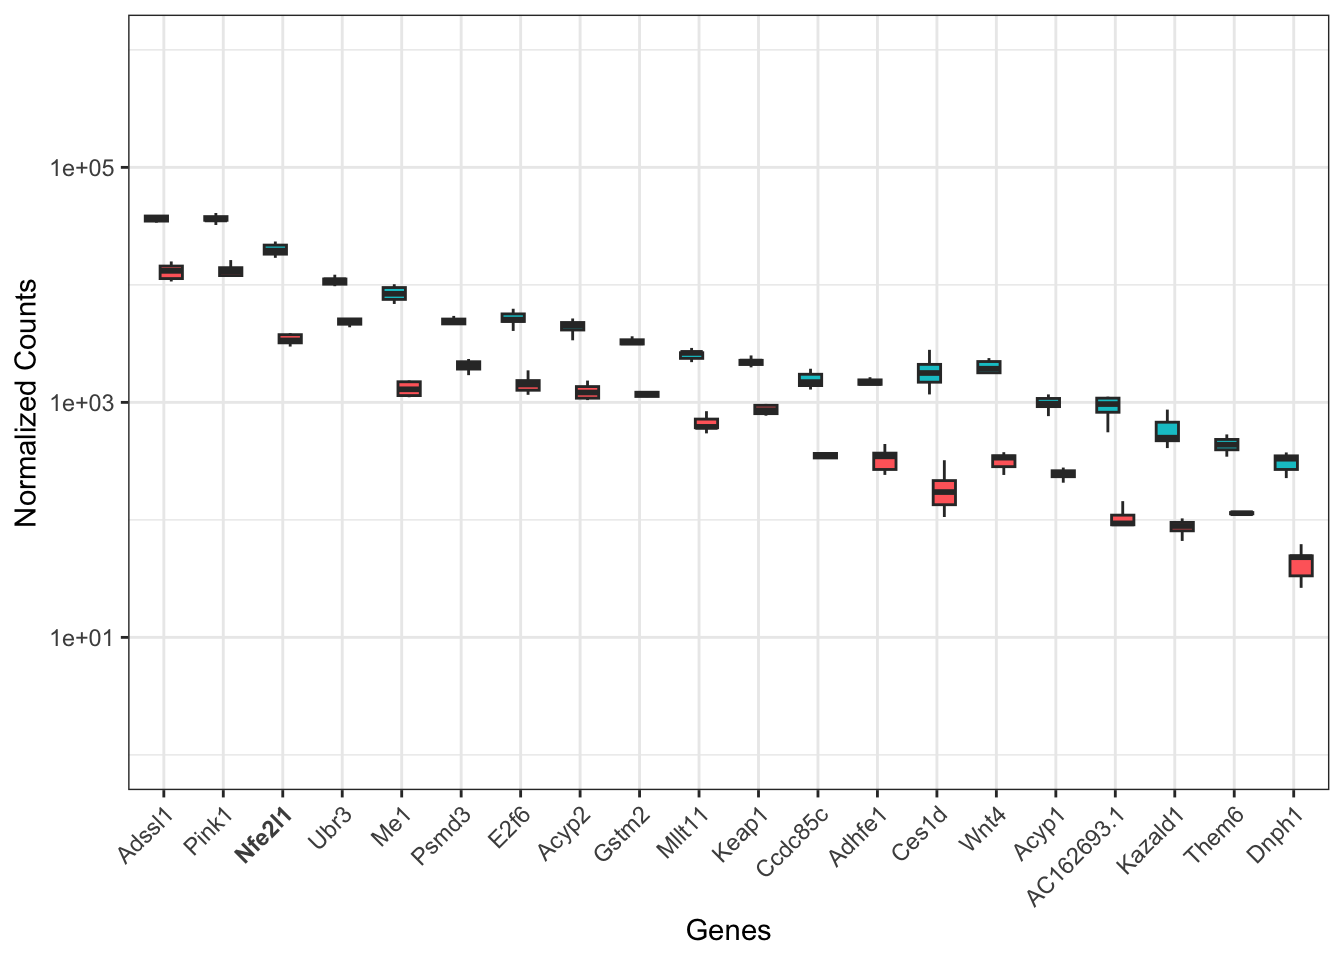 Normalized Counts
1e+05
1e+03
1e+01
Adssl1
Pink1
Nfe2l1
Ubr3
Me1
Psmd3
E2f6
Acyp2
Gstm2
Mllt11
Keap1
Ccdc85c
Adhfe1
Ces1d
Wnt4
Acyp1
AC162693.1
Kazald1
Them6
Dnph1
Genes